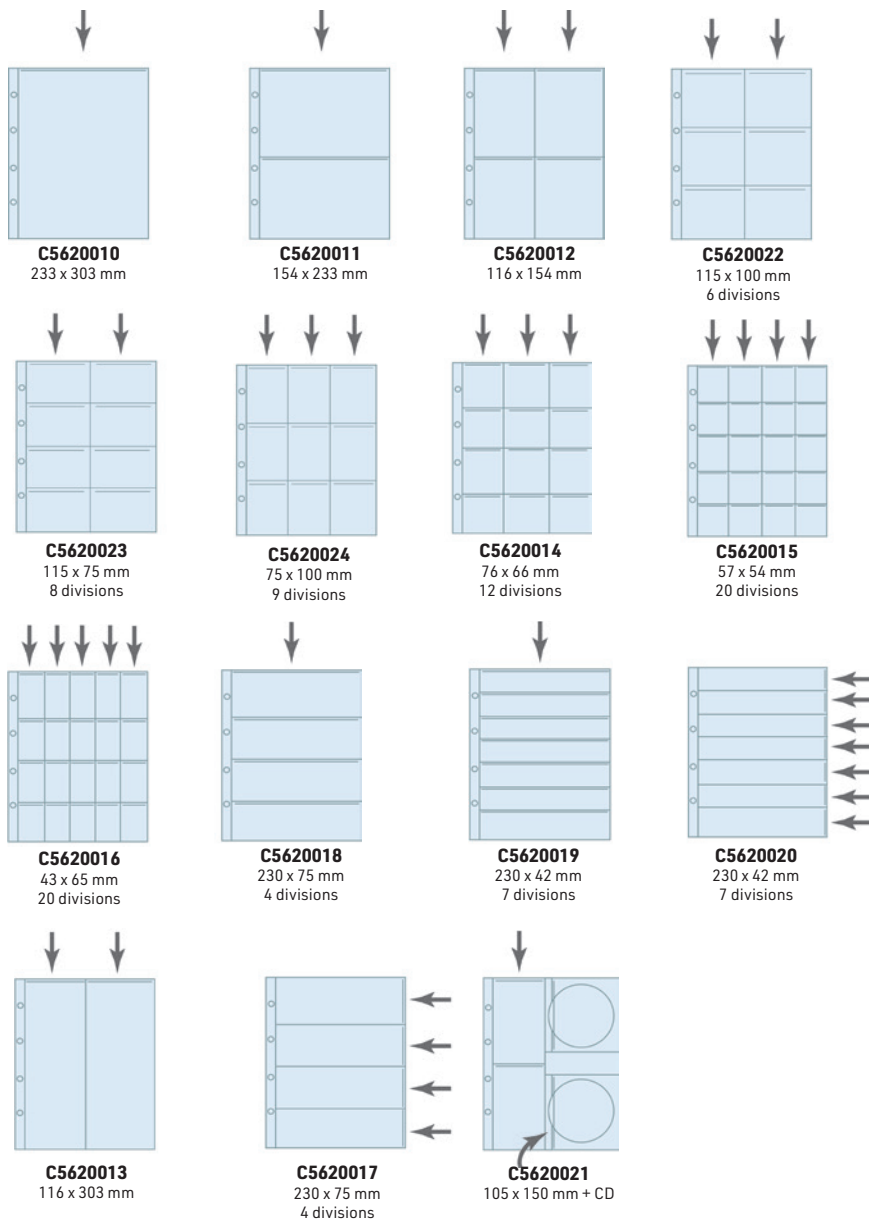 C5620010
233 x 303 mm
C5620011
154 x 233 mm
C5620012
116 x 154 mm
C5620022
115 x 100 mm
6 divisions
C5620023
115 x 75 mm
8 divisions
C5620024
75 x 100 mm
9 divisions
C5620014
76 x 66 mm
12 divisions
C5620015
57 x 54 mm
20 divisions
C5620016
43 x 65 mm
20 divisions
C5620018
230 x 75 mm
4 divisions
C5620019
230 x 42 mm
7 divisions
C5620020
230 x 42 mm
7 divisions
C5620013
116 x 303 mm
C5620017
230 x 75 mm
4 divisions
C5620021
105 x 150 mm + CD